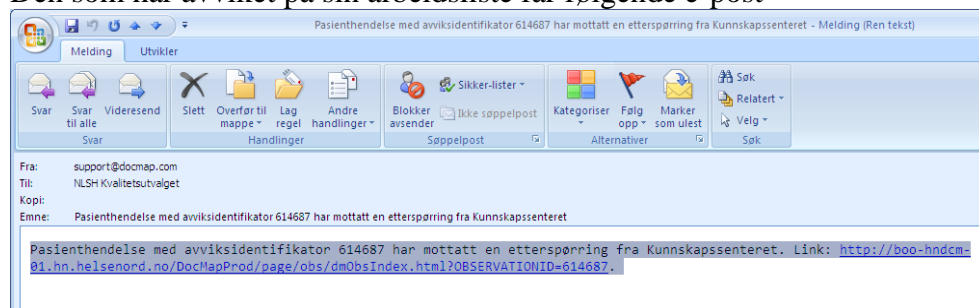 Den som har avviket på sin arbeidsliste får følgende e-post
Pasienthendelse med avviksidentifikator 614687 har mottatt en etterspørring fra Kunnskapssenteret - Melding (Ren tekst)
Melding Utvikler
Svar Svar til alle Videresend Slett Overfør til mappe Lag regel Andre handlinger Blokker avsender Sikker-lister Ikke søppelpost Kategoriser Følg opp Marker som ulest Søk Relatert Velg
Svar Handlinger Søppelpost Alternativer Søk
Fra: support@docmap.com
Til: NLSH Kvalitetsutvalget
Kopi:
Emne: Pasienthendelse med avviksidentifikator 614687 har mottatt en etterspørring fra Kunnskapssenteret
Pasienthendelse med avviksidentifikator 614687 har mottatt en etterspørring fra Kunnskapssenteret. Link: http://boo-hndcm-
01.hn.helsenord.no/DocMapProd/page/obs/dmObsIndex.html?OBSERVATIONID=614687.